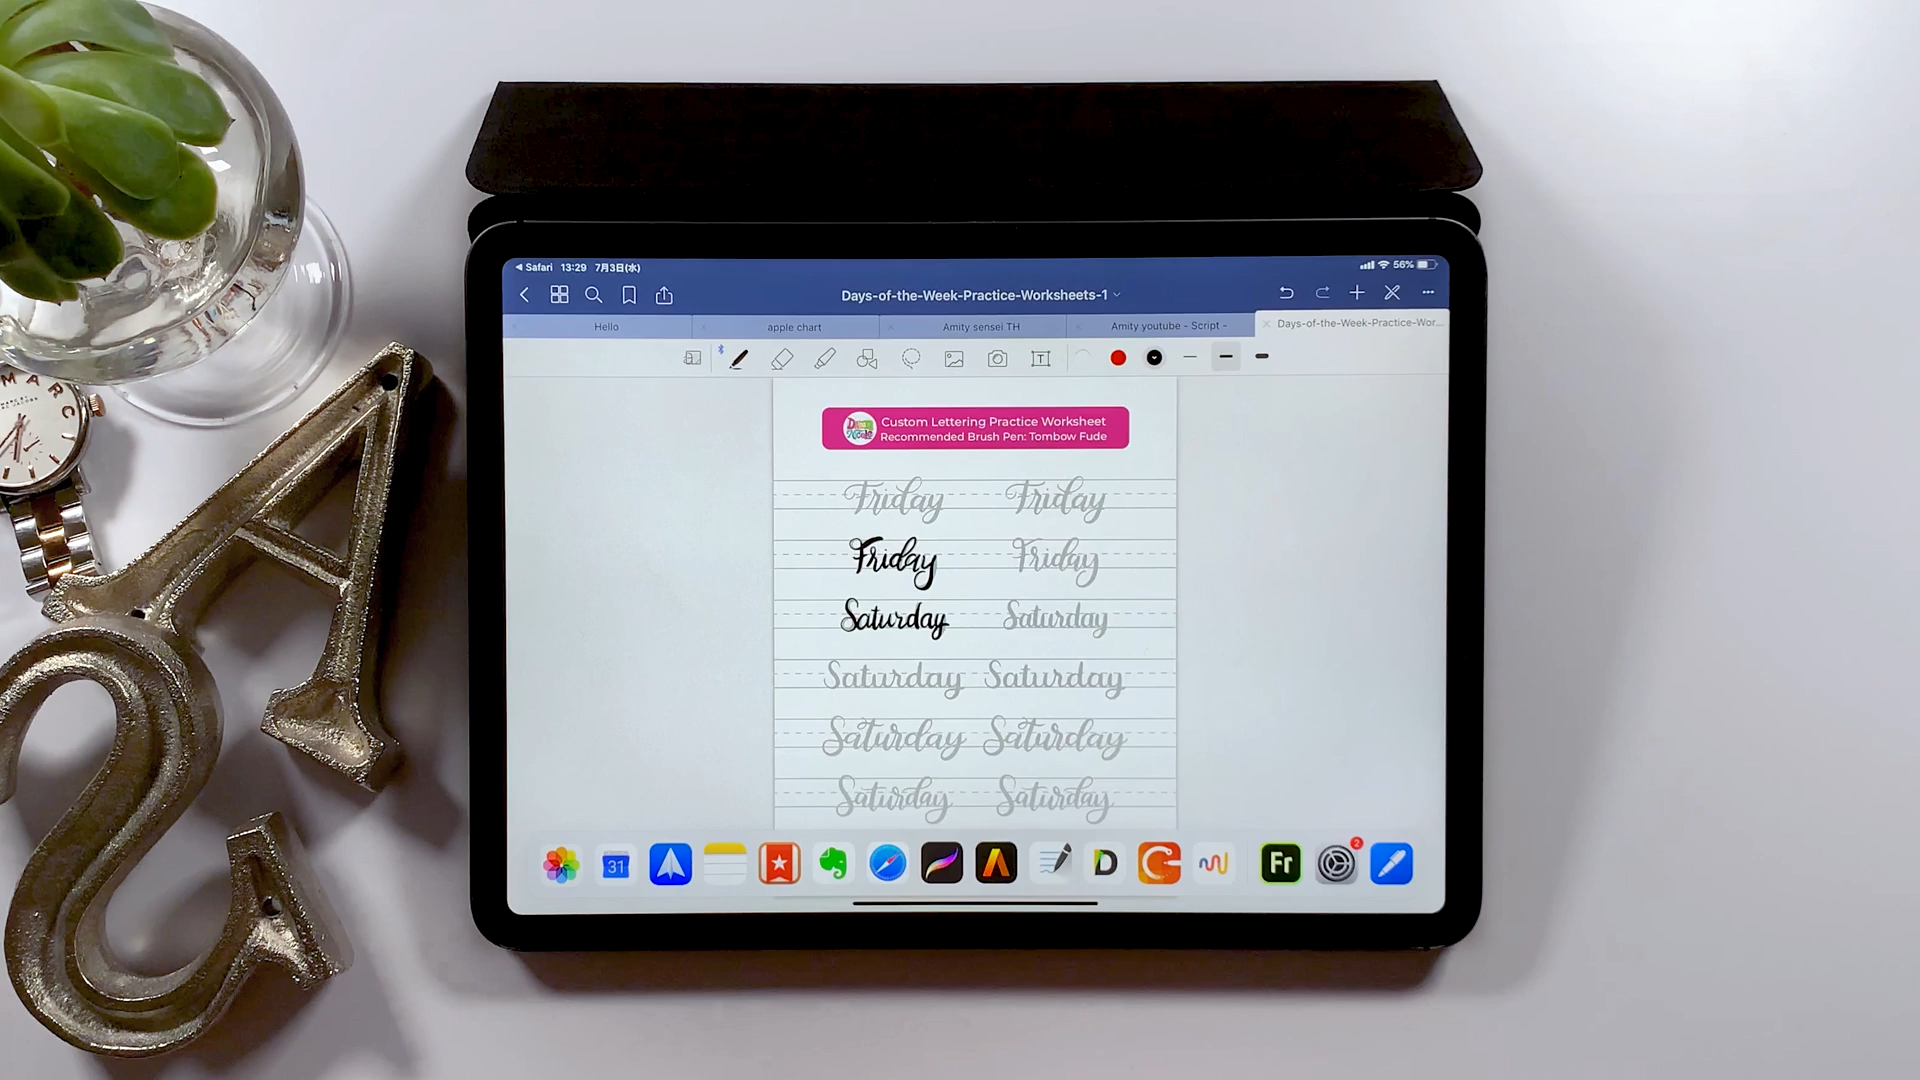 Safari 13:29 7月3日(水) 56%
Days-of-the-Week-Practice-Worksheets-1
Hello apple chart Amity sensei TH Amity youtube - Script - Days-of-the-Week-Practice-Wor...
T
Custom Lettering Practice Worksheet
Recommended Brush Pen: Tombow Fude
Friday Friday
Friday Friday
Saturday Saturday
Saturday Saturday
Saturday Saturday
Saturday Saturday
31 D Fr 2
MARC